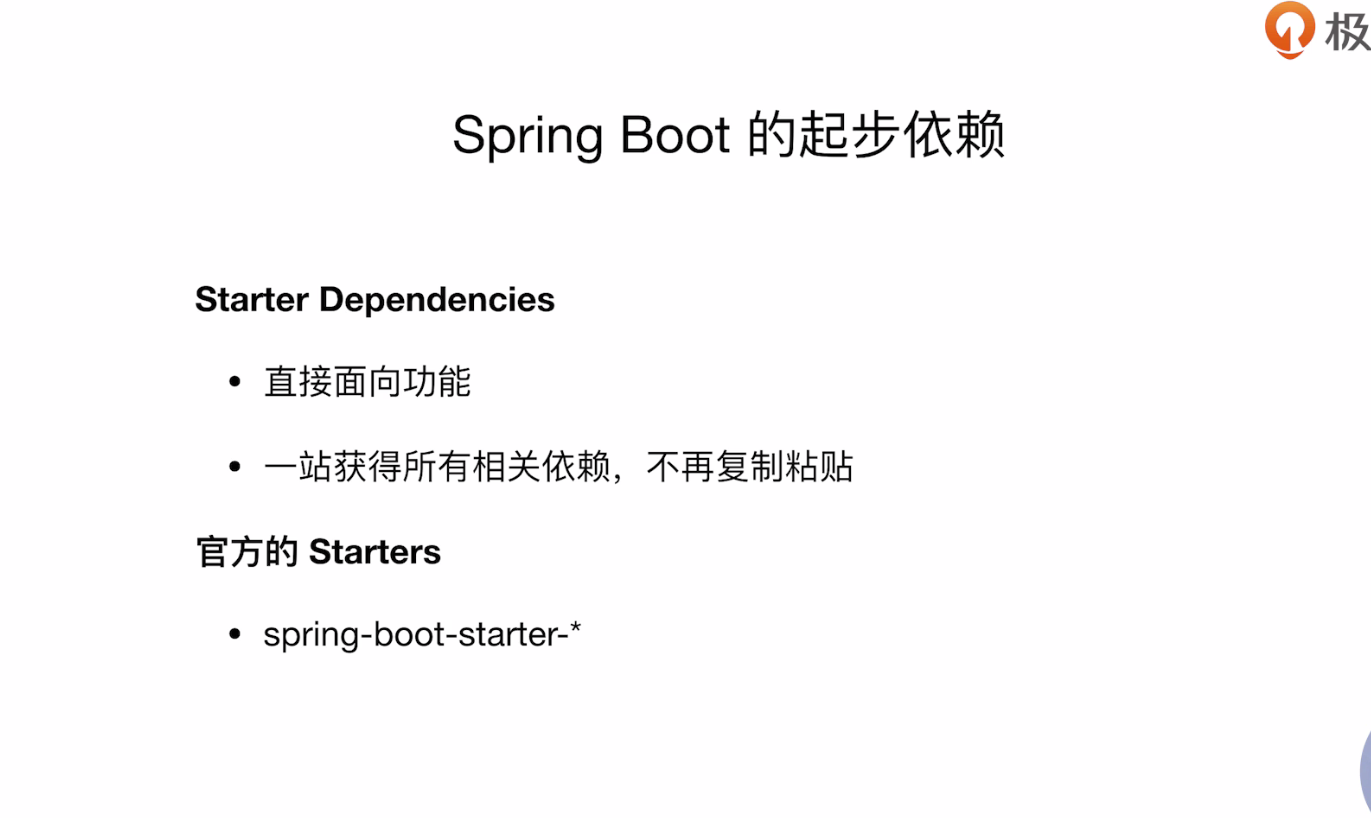 极
Spring Boot 的起步依赖
Starter Dependencies
• 直接面向功能
• 一站获得所有相关依赖，不再复制粘贴
官方的 Starters
• spring-boot-starter-*